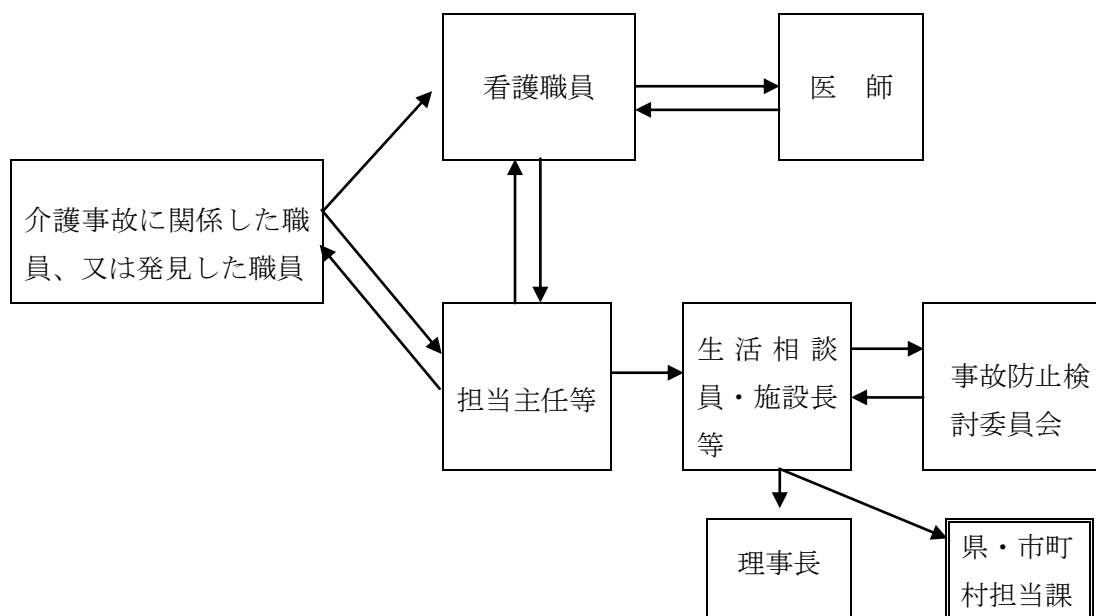 看護職員
医　師
介護事故に関係した職
員、又は発見した職員
担当主任等
生活相談
員・施設長
等
事故防止検
討委員会
理事長
県・市町
村担当課